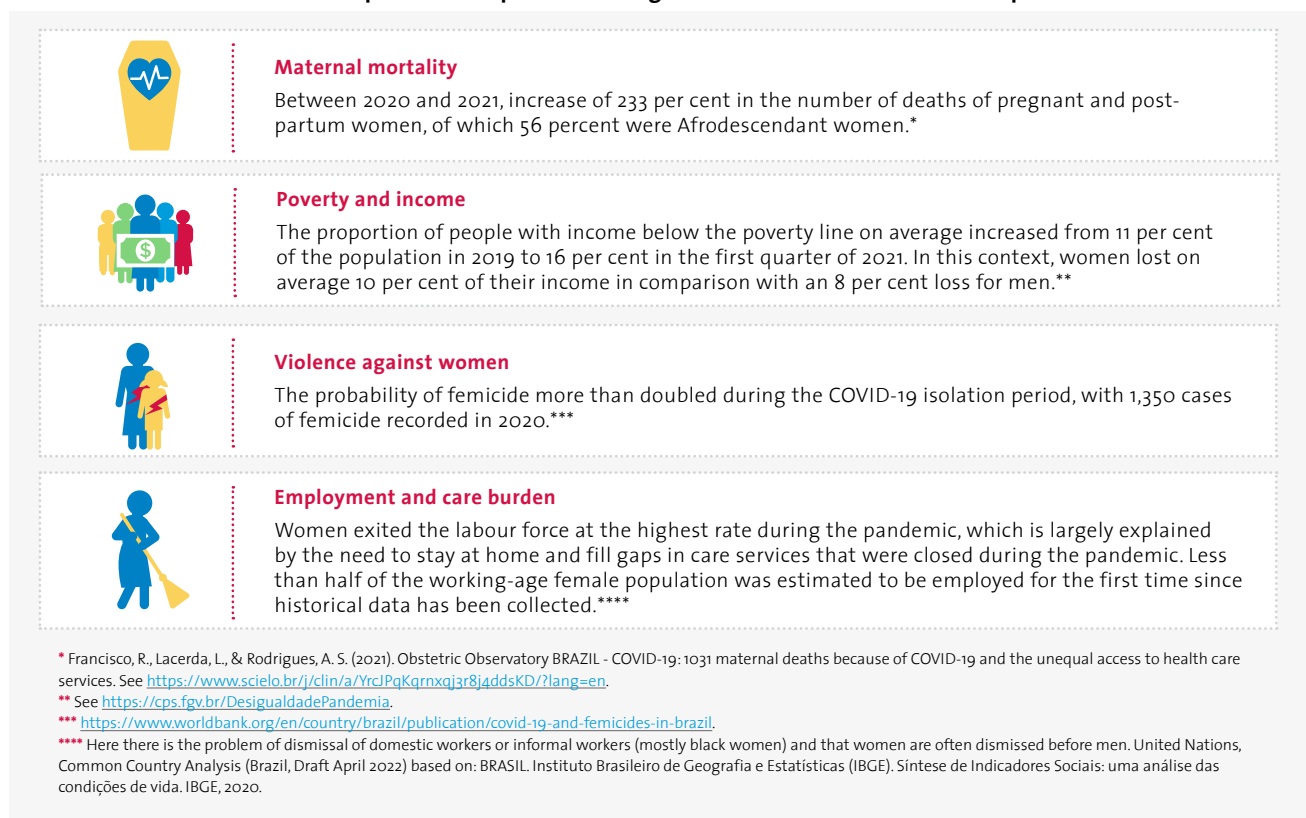 Maternal mortality
Between 2020 and 2021, increase of 233 per cent in the number of deaths of pregnant and post-
partum women, of which 56 percent were Afrodescendant women.*
$
Poverty and income
The proportion of people with income below the poverty line on average increased from 11 per cent
of the population in 2019 to 16 per cent in the first quarter of 2021. In this context, women lost on
average 10 per cent of their income in comparison with an 8 per cent loss for men.**
Violence against women
The probability of femicide more than doubled during the COVID-19 isolation period, with 1,350 cases
of femicide recorded in 2020.***
Employment and care burden
Women exited the labour force at the highest rate during the pandemic, which is largely explained
by the need to stay at home and fill gaps in care services that were closed during the pandemic. Less
than half of the working-age female population was estimated to be employed for the first time since
historical data has been collected.****
* Francisco, R., Lacerda, L., & Rodrigues, A. S. (2021). Obstetric Observatory BRAZIL - COVID-19: 1031 maternal deaths because of COVID-19 and the unequal access to health care
services. See https://www.scielo.br/j/clin/a/YrcJPqKqrnxqj3r8j4ddsKD/?lang=en.
** See https://cps.fgv.br/DesigualdadePandemia.
*** https://www.worldbank.org/en/country/brazil/publication/covid-19-and-femicides-in-brazil.
**** Here there is the problem of dismissal of domestic workers or informal workers (mostly black women) and that women are often dismissed before men. United Nations,
Common Country Analysis (Brazil, Draft April 2022) based on: BRASIL. Instituto Brasileiro de Geografia e Estatísticas (IBGE). Síntese de Indicadores Sociais: uma análise das
condições de vida. IBGE, 2020.